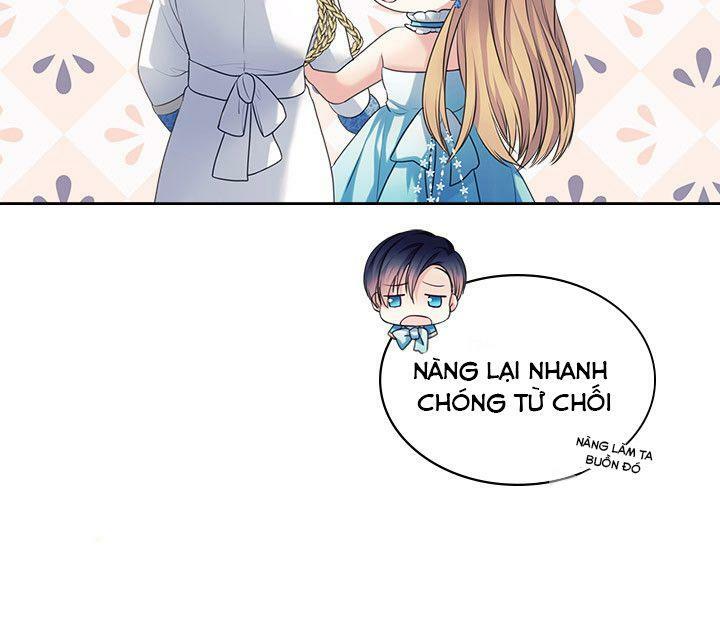 NÀNG LẠI NHANH
CHÓNG TỪ CHỐI
NÀNG LÀM TA
BUỒN ĐÓ